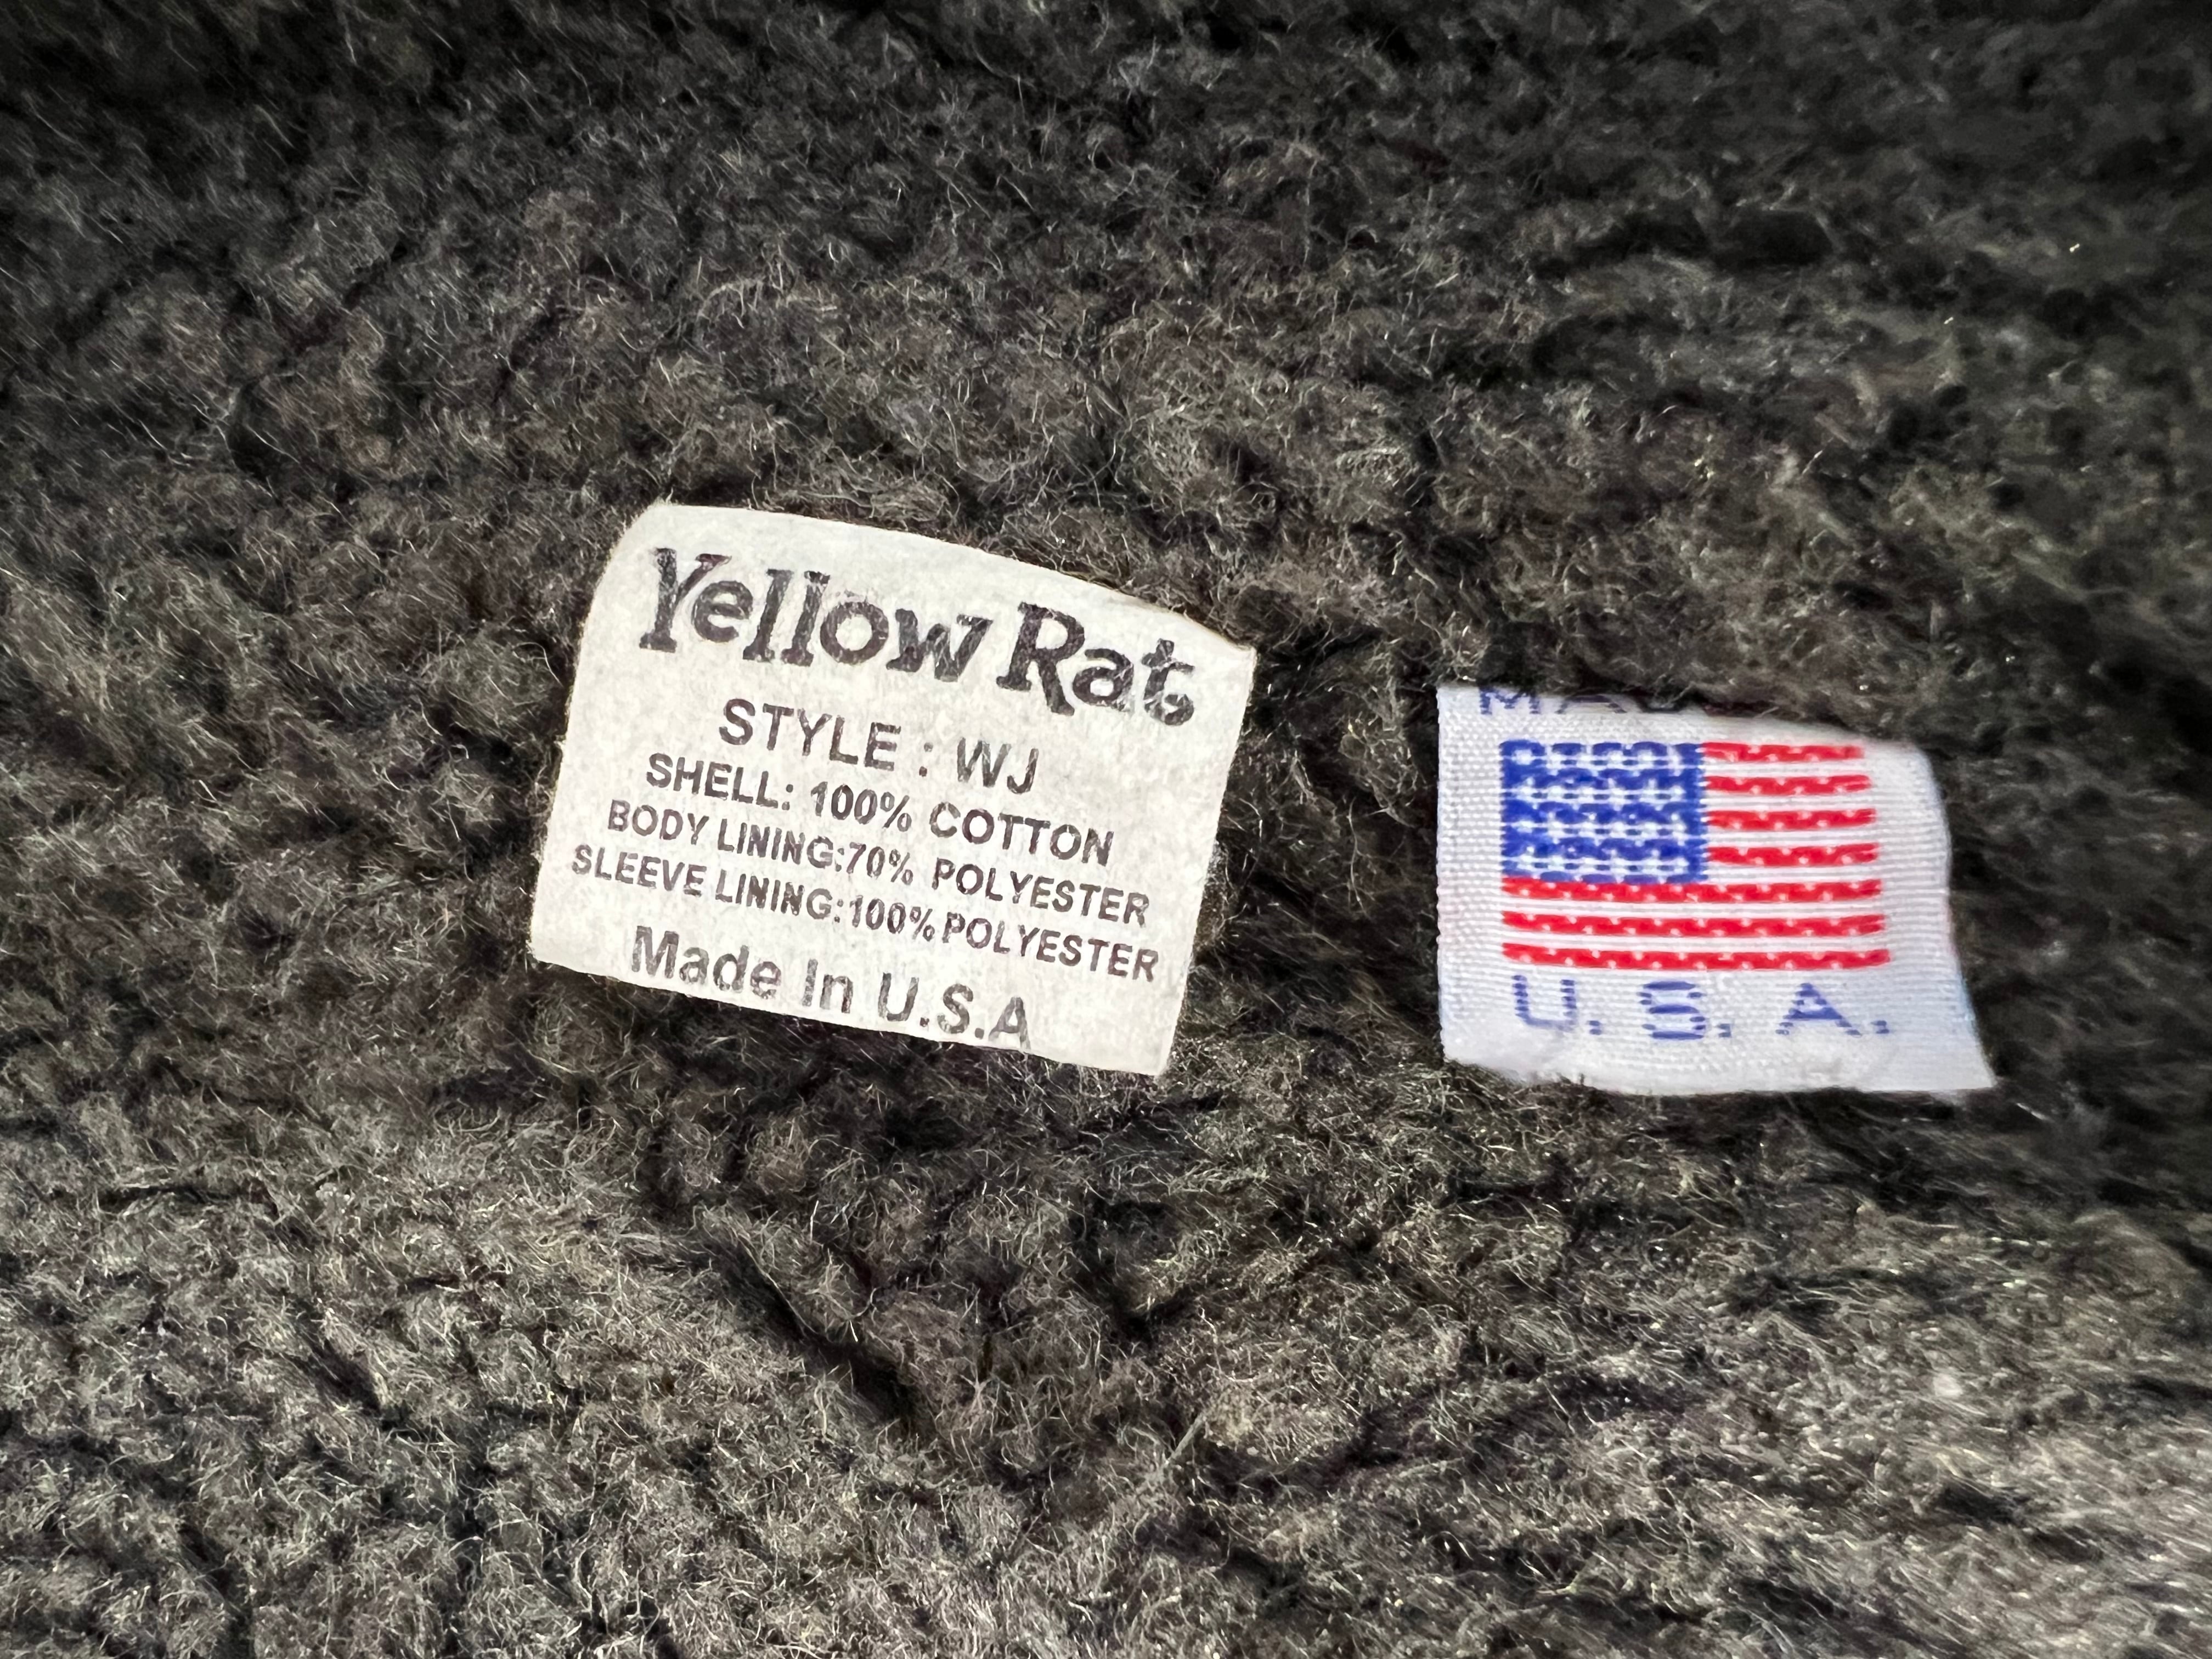 Yellow Rat
STYLE : WJ
SHELL: 100% COTTON
BODY LINING:70% POLYESTER
SLEEVE LINING:100% POLYESTER
Made In U.S.A
U. S. A.